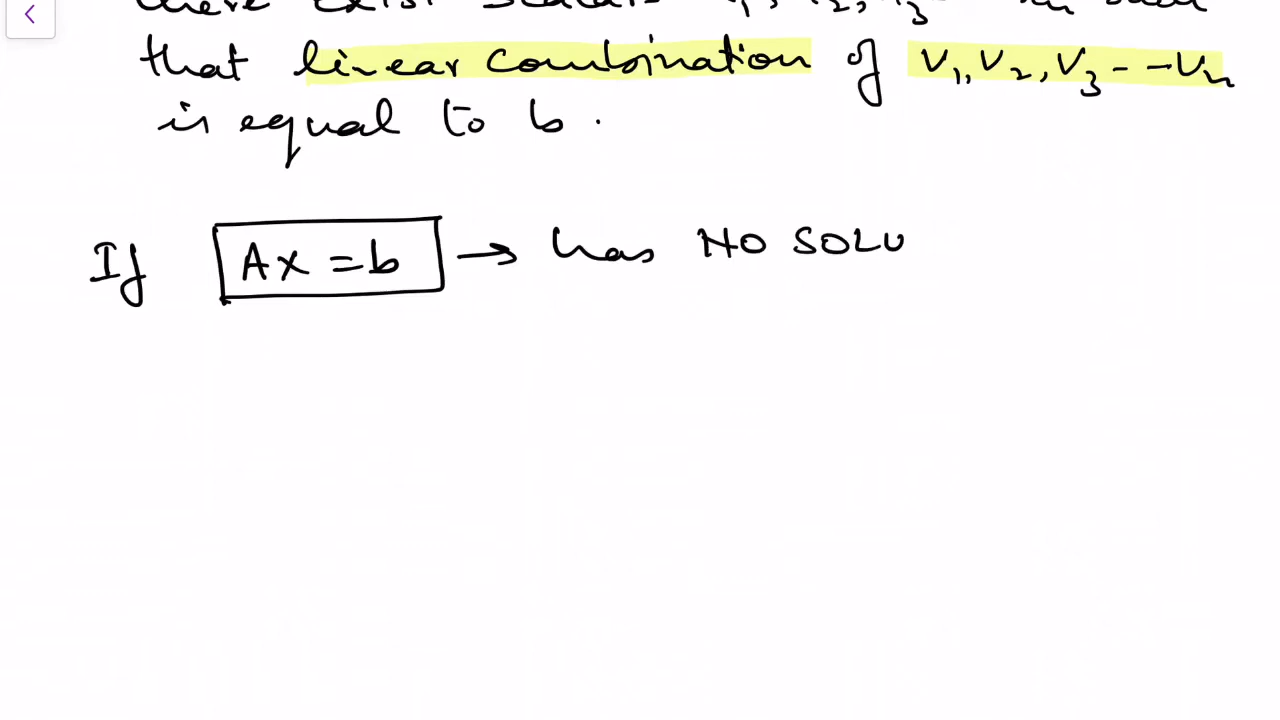 that linear combination of V1, V2, V3 - - Vn
is equal to b .
If Ax = b → has NO SOLU